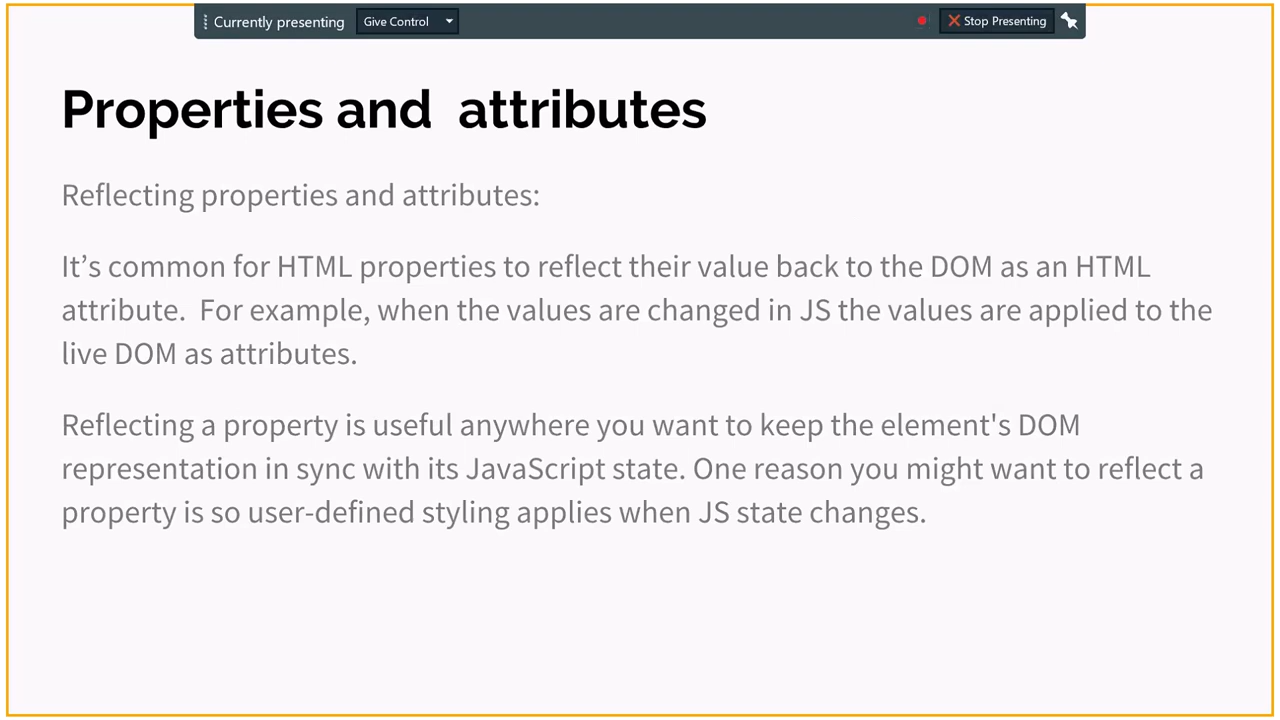 Currently presenting Give Control Stop Presenting
Properties and  attributes
Reflecting properties and attributes:
It’s common for HTML properties to reflect their value back to the DOM as an HTML
attribute.  For example, when the values are changed in JS the values are applied to the
live DOM as attributes.
Reflecting a property is useful anywhere you want to keep the element's DOM
representation in sync with its JavaScript state. One reason you might want to reflect a
property is so user-defined styling applies when JS state changes.